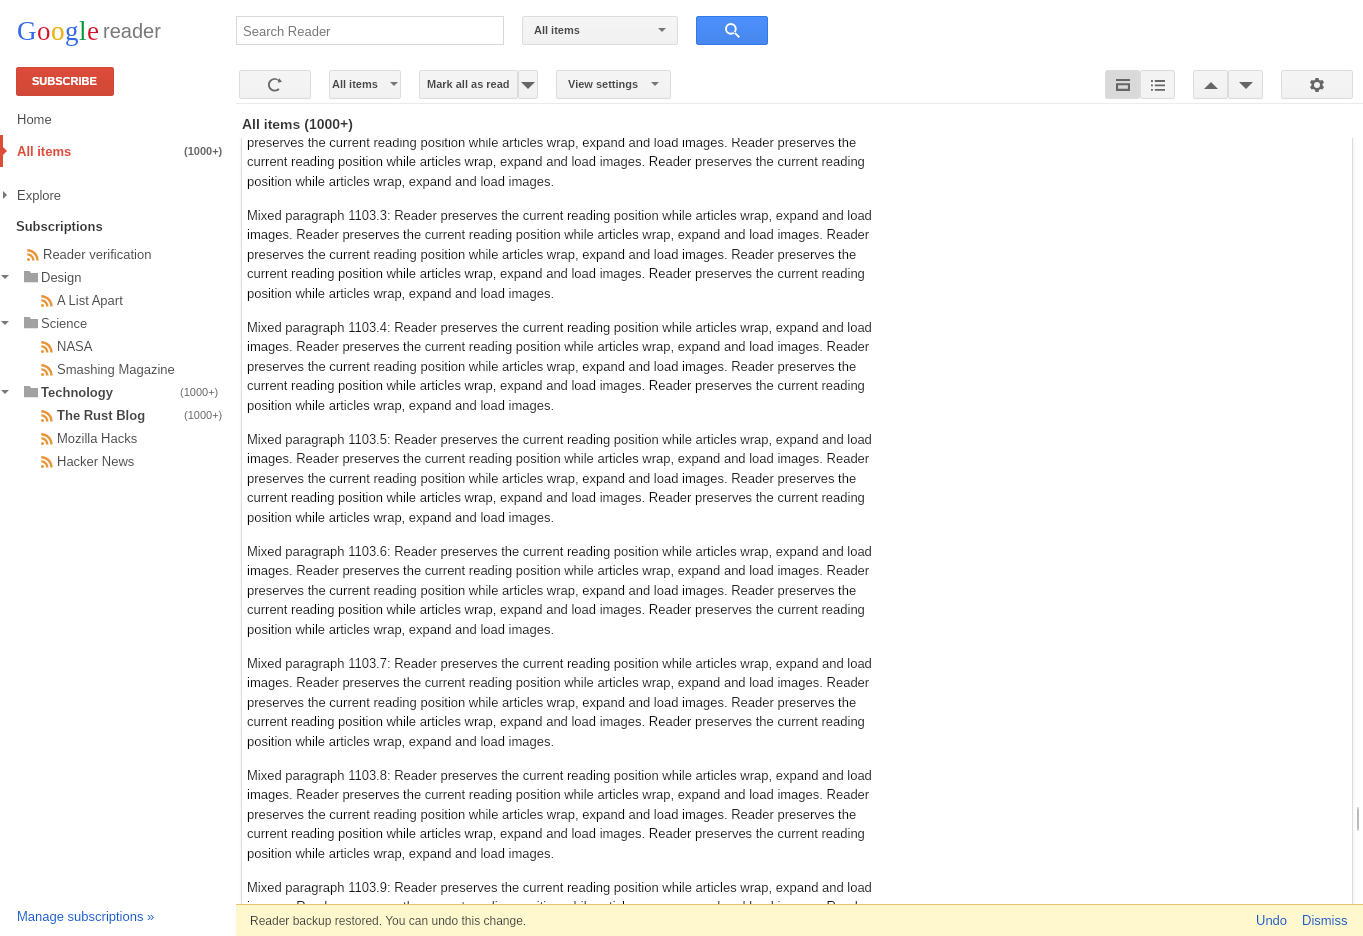 Google reader
Search Reader
All items
SUBSCRIBE
All items
Mark all as read
View settings
Home
All items (1000+)
Explore
Subscriptions
Reader verification
Design
A List Apart
Science
NASA
Smashing Magazine
Technology (1000+)
The Rust Blog (1000+)
Mozilla Hacks
Hacker News
Manage subscriptions »
All items (1000+)
preserves the current reading position while articles wrap, expand and load images. Reader preserves the
current reading position while articles wrap, expand and load images. Reader preserves the current reading
position while articles wrap, expand and load images.
Mixed paragraph 1103.3: Reader preserves the current reading position while articles wrap, expand and load
images. Reader preserves the current reading position while articles wrap, expand and load images. Reader
preserves the current reading position while articles wrap, expand and load images. Reader preserves the
current reading position while articles wrap, expand and load images. Reader preserves the current reading
position while articles wrap, expand and load images.
Mixed paragraph 1103.4: Reader preserves the current reading position while articles wrap, expand and load
images. Reader preserves the current reading position while articles wrap, expand and load images. Reader
preserves the current reading position while articles wrap, expand and load images. Reader preserves the
current reading position while articles wrap, expand and load images. Reader preserves the current reading
position while articles wrap, expand and load images.
Mixed paragraph 1103.5: Reader preserves the current reading position while articles wrap, expand and load
images. Reader preserves the current reading position while articles wrap, expand and load images. Reader
preserves the current reading position while articles wrap, expand and load images. Reader preserves the
current reading position while articles wrap, expand and load images. Reader preserves the current reading
position while articles wrap, expand and load images.
Mixed paragraph 1103.6: Reader preserves the current reading position while articles wrap, expand and load
images. Reader preserves the current reading position while articles wrap, expand and load images. Reader
preserves the current reading position while articles wrap, expand and load images. Reader preserves the
current reading position while articles wrap, expand and load images. Reader preserves the current reading
position while articles wrap, expand and load images.
Mixed paragraph 1103.7: Reader preserves the current reading position while articles wrap, expand and load
images. Reader preserves the current reading position while articles wrap, expand and load images. Reader
preserves the current reading position while articles wrap, expand and load images. Reader preserves the
current reading position while articles wrap, expand and load images. Reader preserves the current reading
position while articles wrap, expand and load images.
Mixed paragraph 1103.8: Reader preserves the current reading position while articles wrap, expand and load
images. Reader preserves the current reading position while articles wrap, expand and load images. Reader
preserves the current reading position while articles wrap, expand and load images. Reader preserves the
current reading position while articles wrap, expand and load images. Reader preserves the current reading
position while articles wrap, expand and load images.
Mixed paragraph 1103.9: Reader preserves the current reading position while articles wrap, expand and load
Reader backup restored. You can undo this change.
Undo
Dismiss